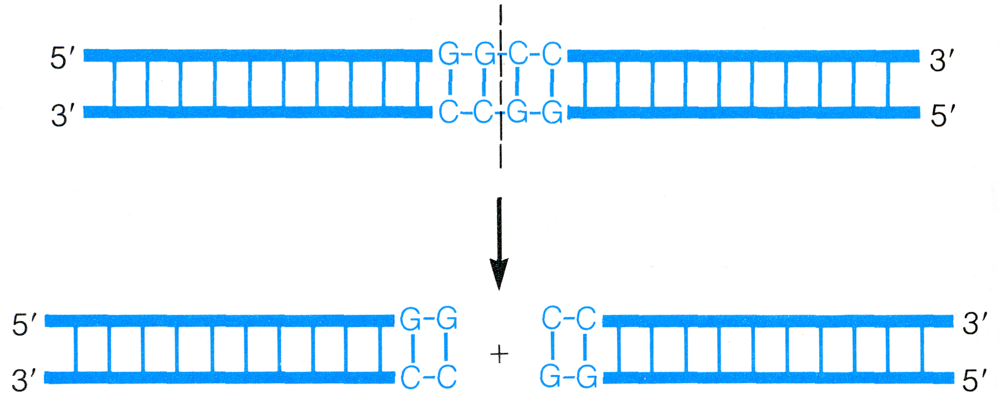 5′ G-G-C-C 3′
3′ C-C-G-G 5′
5′ G-G C-C 3′
+
3′ C-C G-G 5′